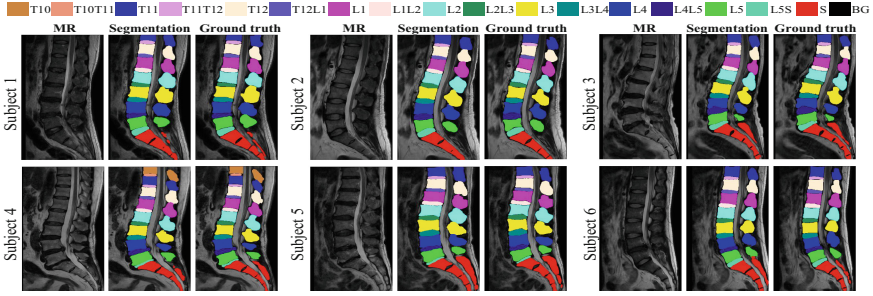 T10 T10T11 T11 T11T12 T12 T12L1 L1 L1L2 L2 L2L3 L3 L3L4 L4 L4L5 L5 L5S S BG
MR Segmentation Ground truth MR Segmentation Ground truth MR Segmentation Ground truth
Subject 1
Subject 2
Subject 3
Subject 4
Subject 5
Subject 6